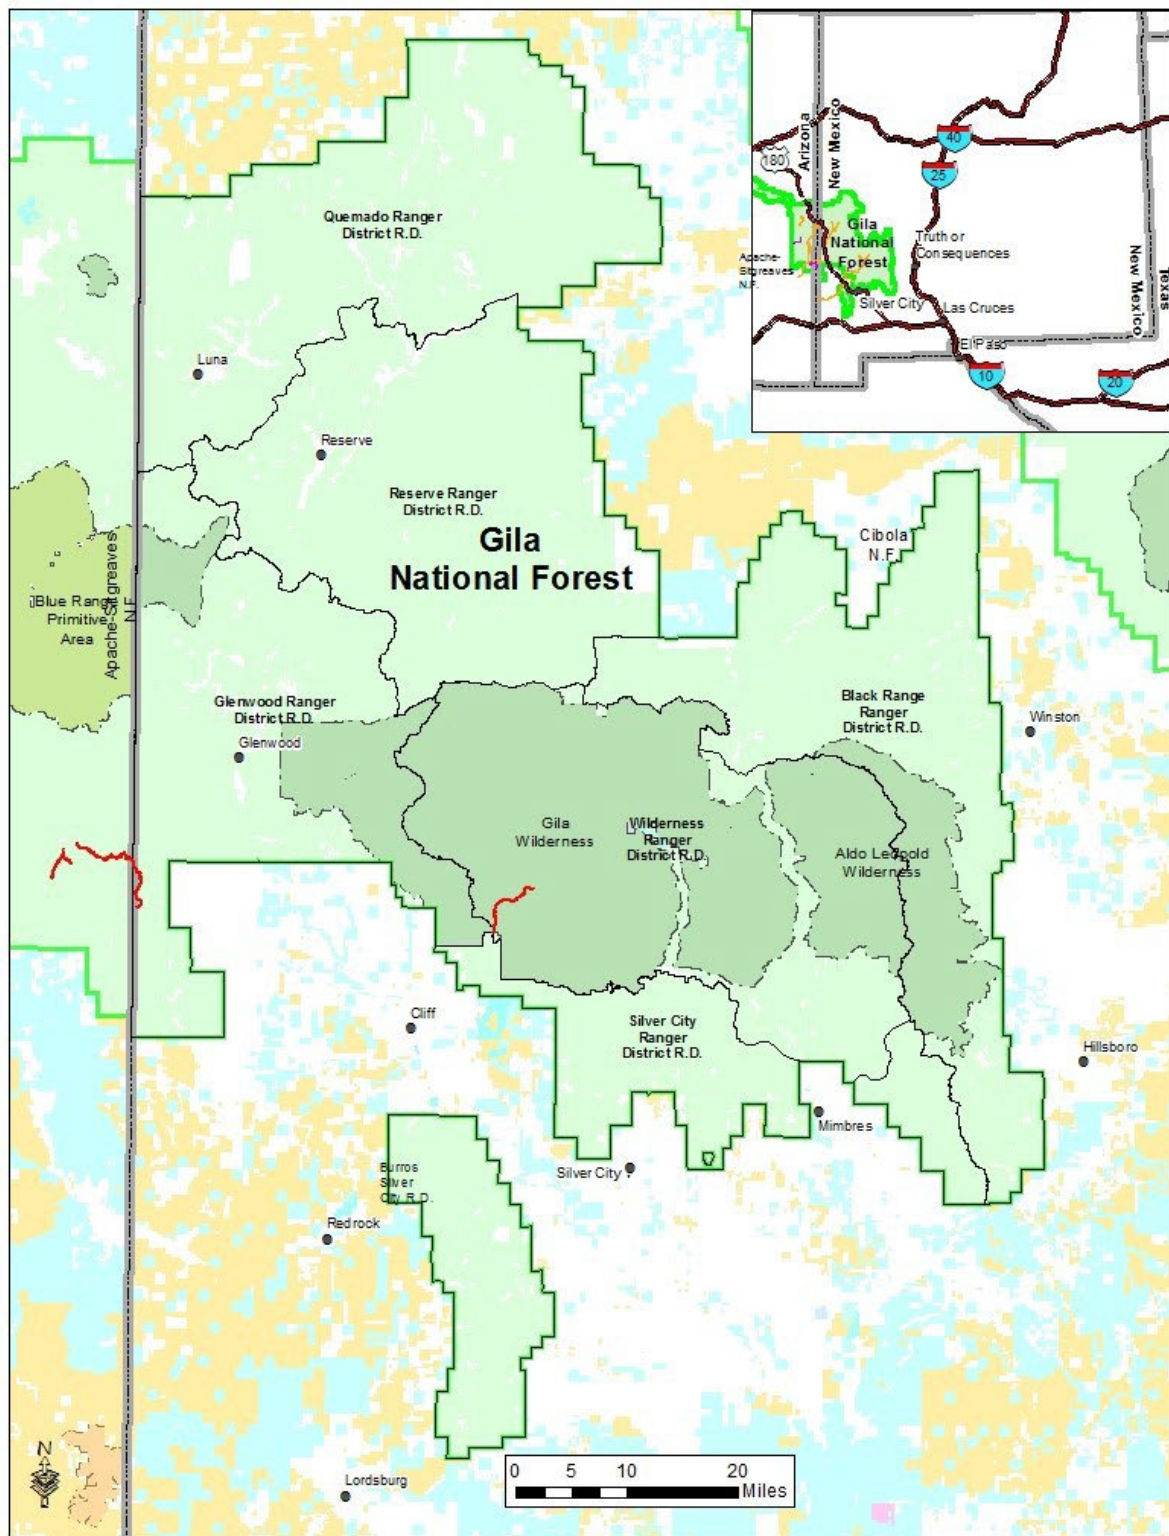 Arizona
New Mexico
40
180
25
Gila
National
Forest
Truth or
Consequences
Apache-
Sitgreaves
N.F.
New Mexico
Texas
Silver City
Las Cruces
El Paso
10
20
Quemado Ranger
District R.D.
Luna
Reserve
Reserve Ranger
District R.D.
Gila
National Forest
Cibola
N.F.
Apache-Sitgreaves
N.F.
Blue Range
Primitive
Area
Glenwood Ranger
District R.D.
Glenwood
Black Range
Ranger
District R.D.
Winston
Gila
Wilderness
Wilderness
Ranger
District R.D.
Aldo Leopold
Wilderness
Cliff
Silver City
Ranger
District R.D.
Hillsboro
Mimbres
Silver City
Burros
Silver
City R.D.
Redrock
Lordsburg
N
0 5 10 20
Miles